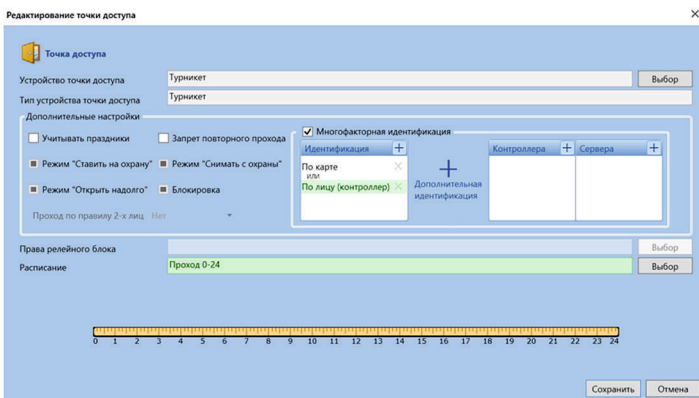 Редактирование точки доступа
Точка доступа
Устройство точки доступа Турникет Выбор
Тип устройства точки доступа Турникет
Дополнительные настройки
Учитывать праздники Запрет повторного прохода Многофакторная идентификация
Идентификация Контроллера Сервера
Режим "Ставить на охрану" Режим "Снимать с охраны" По карте
или
Режим "Открыть надолго" Блокировка По лицу (контроллер) Дополнительная
идентификация
Проход по правилу 2-х лиц Нет
Права релейного блока Выбор
Расписание Проход 0-24 Выбор
0 1 2 3 4 5 6 7 8 9 10 11 12 13 14 15 16 17 18 19 20 21 22 23 24
Сохранить Отмена